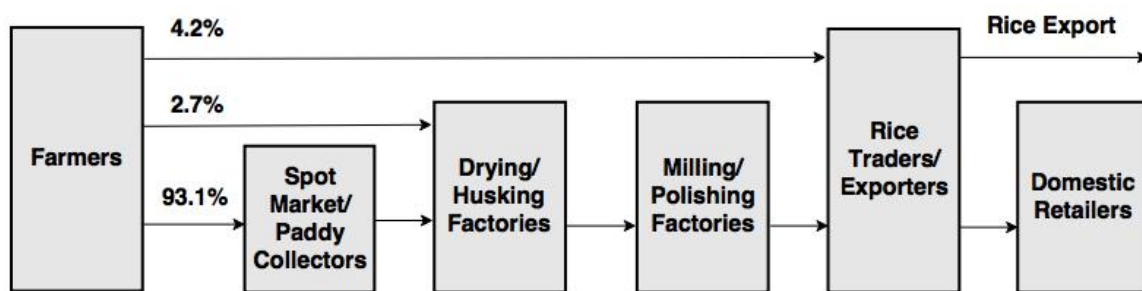 4.2%
Rice Export
2.7%
93.1%
Farmers
Spot
Market/
Paddy
Collectors
Drying/
Husking
Factories
Milling/
Polishing
Factories
Rice
Traders/
Exporters
Domestic
Retailers